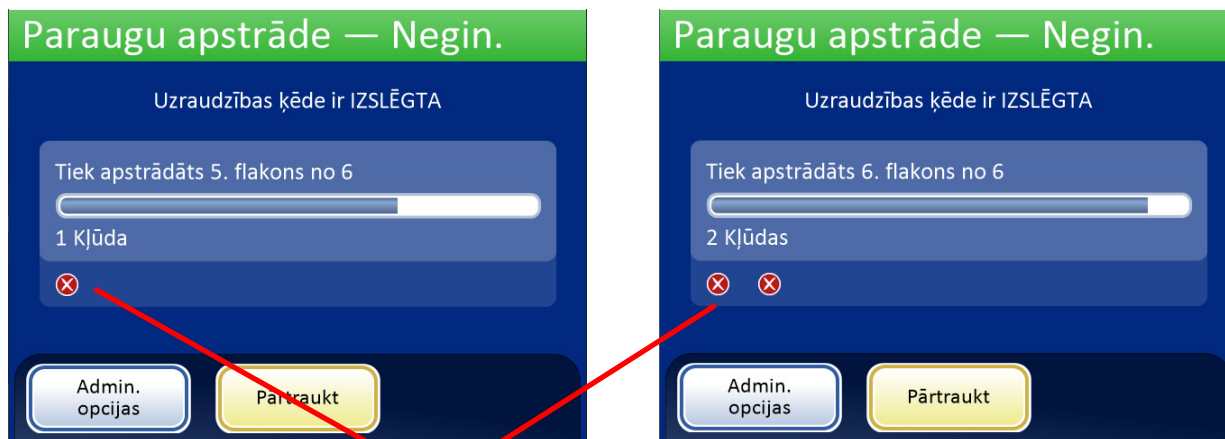 Paraugu apstrāde — Negin.
Uzraudzības ķēde ir IZSLĒGTA
Tiek apstrādāts 5. flakons no 6
1 Kļūda
Admin.
opcijas
Pārtraukt
Paraugu apstrāde — Negin.
Uzraudzības ķēde ir IZSLĒGTA
Tiek apstrādāts 6. flakons no 6
2 Kļūdas
Admin.
opcijas
Pārtraukt